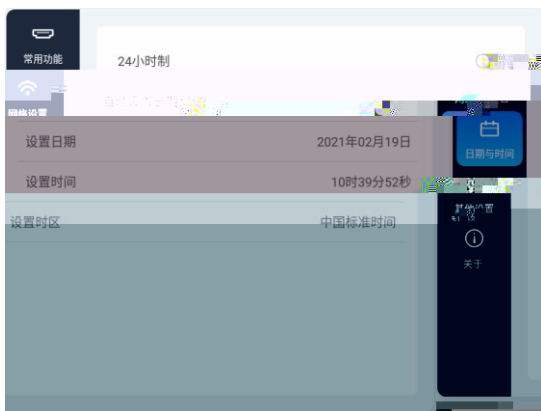 常用功能
24小时制
网络设置
设置日期
2021年02月19日
日期与时间
设置时间
10时39分52秒
设置时区
中国标准时间
其他设置
关于